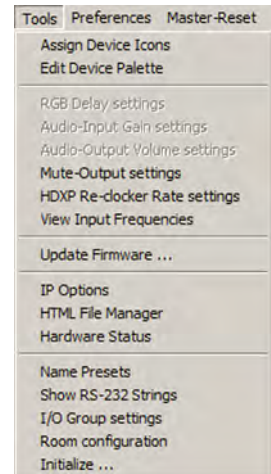 Tools Preferences Master-Reset
Assign Device Icons
Edit Device Palette
RGB Delay settings
Audio-Input Gain settings
Audio-Output Volume settings
Mute-Output settings
HDXP Re-clocker Rate settings
View Input Frequencies
Update Firmware ...
IP Options
HTML File Manager
Hardware Status
Name Presets
Show RS-232 Strings
I/O Group settings
Room configuration
Initialize ...